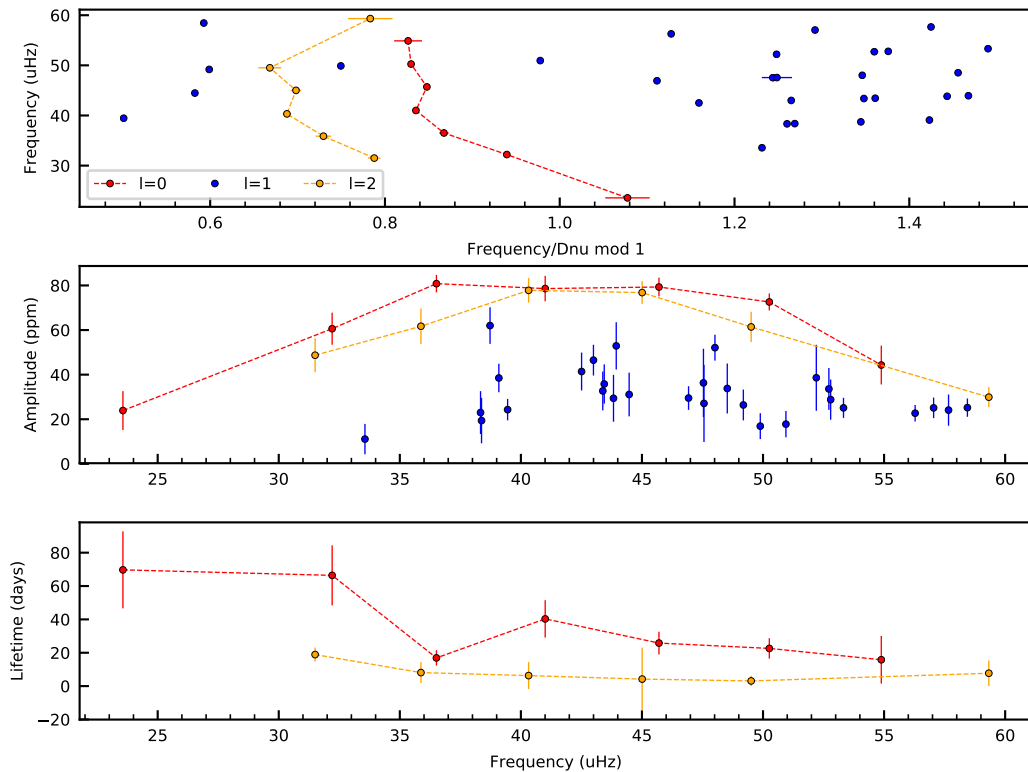 60
50
40
30
Frequency (uHz)
l=0 l=1 l=2
0.6 0.8 1.0 1.2 1.4
Frequency/Dnu mod 1
80
60
40
20
0
Amplitude (ppm)
25 30 35 40 45 50 55 60
80
60
40
20
0
−20
Lifetime (days)
25 30 35 40 45 50 55 60
Frequency (uHz)